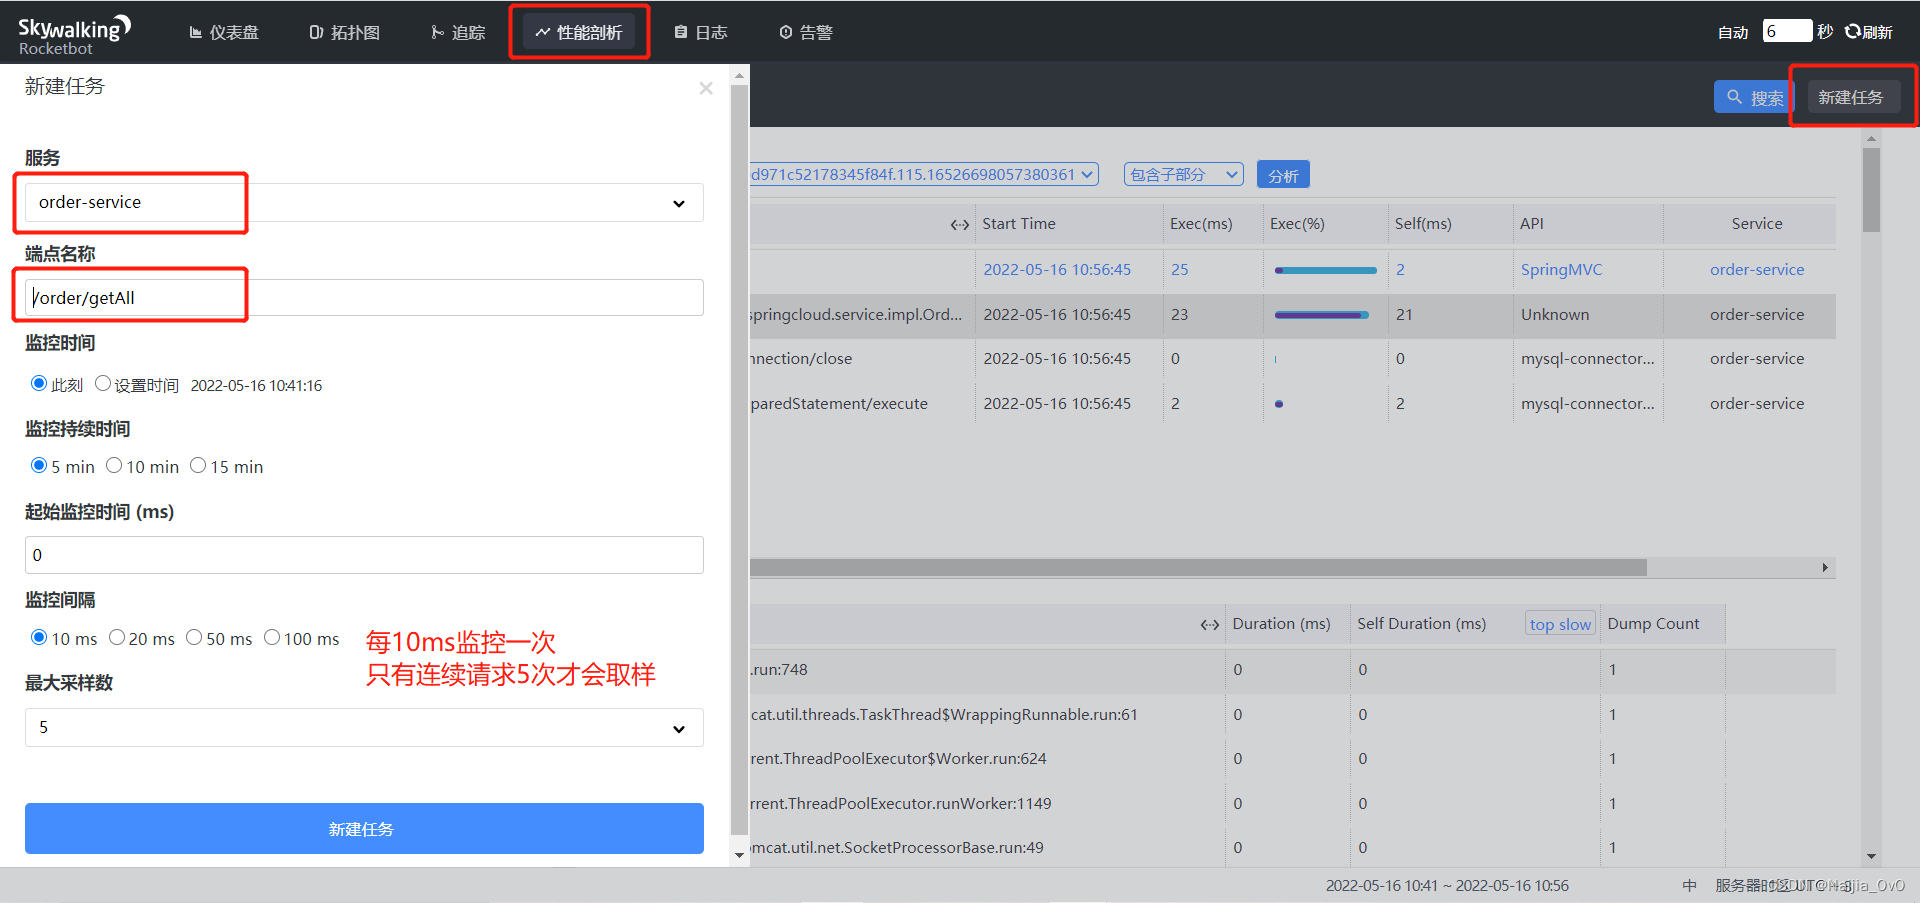 Skywalking
Rocketbot
仪表盘
拓扑图
追踪
性能剖析
日志
告警
自动
6
秒
刷新
新建任务
搜索
新建任务
服务
order-service
端点名称
/order/getAll
监控时间
此刻 设置时间 2022-05-16 10:41:16
监控持续时间
5 min 10 min 15 min
起始监控时间 (ms)
0
监控间隔
10 ms 20 ms 50 ms 100 ms
每10ms监控一次
只有连续请求5次才会取样
最大采样数
5
新建任务
d971c52178345f84f.115.16526698057380361
包含子部分
分析
Start Time Exec(ms) Exec(%) Self(ms) API Service
2022-05-16 10:56:45 25 2 SpringMVC order-service
springcloud.service.impl.Ord... 2022-05-16 10:56:45 23 21 Unknown order-service
nnection/close 2022-05-16 10:56:45 0 0 mysql-connector... order-service
paredStatement/execute 2022-05-16 10:56:45 2 2 mysql-connector... order-service
Duration (ms) Self Duration (ms) top slow Dump Count
.run:748 0 0 1
cat.util.threads.TaskThread$WrappingRunnable.run:61 0 0 1
rent.ThreadPoolExecutor$Worker.run:624 0 0 1
rrent.ThreadPoolExecutor.runWorker:1149 0 0 1
omcat.util.net.SocketProcessorBase.run:49 0 0 1
2022-05-16 10:41 ~ 2022-05-16 10:56
中
服务器时区UTC
CSDN @Naijia_OvO